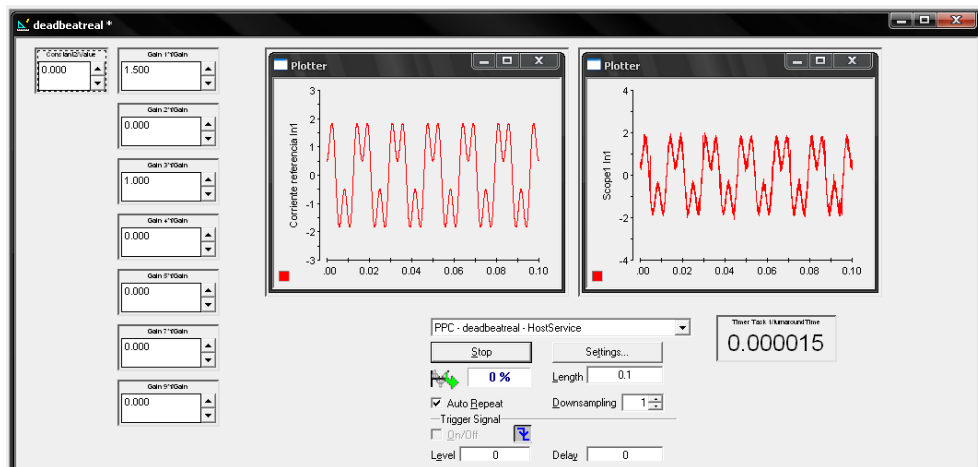 deadbeatreal *
Constant2/Value
0.000
Gain 1*f/Gain
1.500
Gain 2*f/Gain
0.000
Gain 3*f/Gain
1.000
Gain 4*f/Gain
0.000
Gain 5*f/Gain
0.000
Gain 7*f/Gain
0.000
Gain 9*f/Gain
0.000
Plotter
Corriente referencia In1
3
2
1
0
-1
-2
-3
.00 0.02 0.04 0.06 0.08 0.10
Plotter
Scope1 In1
4
2
0
-2
-4
.00 0.02 0.04 0.06 0.08 0.10
PPC - deadbeatreal - HostService
Stop Settings...
0 % Length 0.1
Auto Repeat Downsampling 1
Trigger Signal
On/Off
Level 0 Delay 0
0.000015